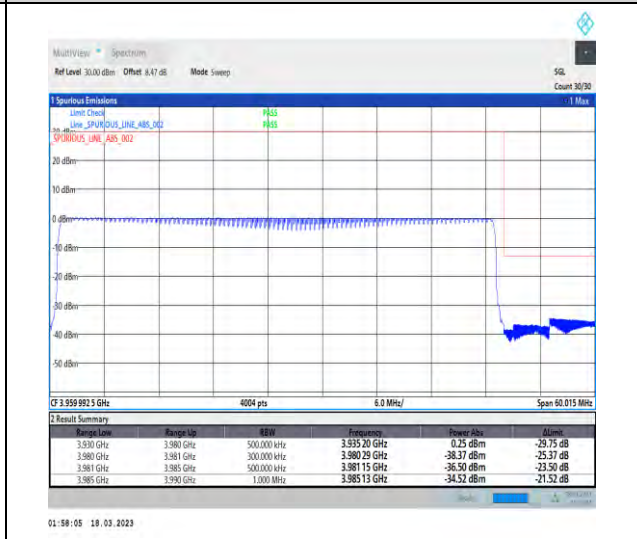 MultiView Spectrum
Ref Level 30.00 dBm Offset 8.47 dB Mode Sweep SGL
Count 30/30
1 Spurious Emissions 1 Max
Limit Check PASS
Line _SPURIOUS_LINE_ABS_002 PASS
_SPURIOUS_LINE_ABS_002
20 dBm
10 dBm
0 dBm
-10 dBm
-20 dBm
-30 dBm
-40 dBm
-50 dBm
CF 3.959 992 5 GHz 4004 pts 6.0 MHz/ Span 60.015 MHz
2 Result Summary
Range Low Range Up RBW Frequency Power Abs ΔLimit
3.930 GHz 3.980 GHz 500.000 kHz 3.935 20 GHz 0.25 dBm -29.75 dB
3.980 GHz 3.981 GHz 300.000 kHz 3.980 29 GHz -38.37 dBm -25.37 dB
3.981 GHz 3.985 GHz 500.000 kHz 3.981 15 GHz -36.50 dBm -23.50 dB
3.985 GHz 3.990 GHz 1.000 MHz 3.985 13 GHz -34.52 dBm -21.52 dB
01:58:05 18.03.2023